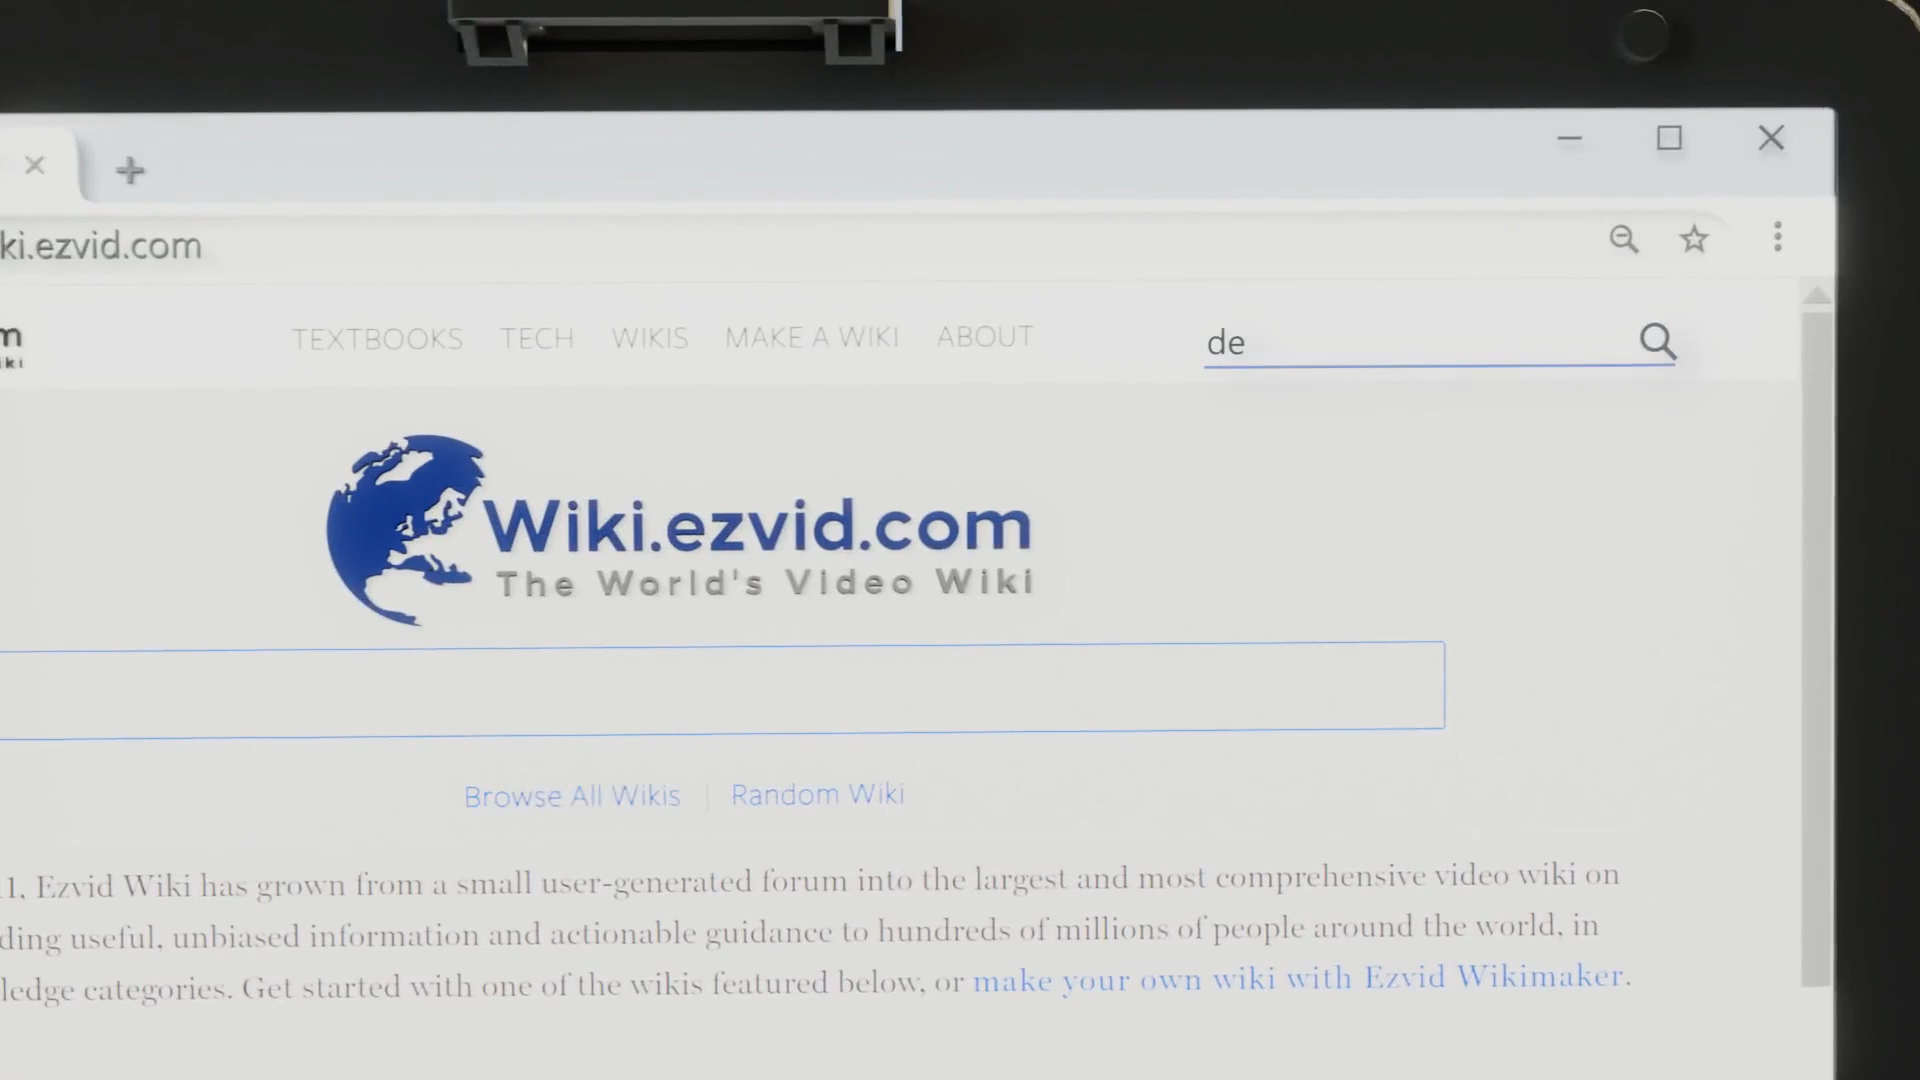 ki.ezvid.com
m
iki
TEXTBOOKS TECH WIKIS MAKE A WIKI ABOUT
de
Wiki.ezvid.com
The World's Video Wiki
Browse All Wikis | Random Wiki
11, Ezvid Wiki has grown from a small user-generated forum into the largest and most comprehensive video wiki on
ding useful, unbiased information and actionable guidance to hundreds of millions of people around the world, in
ledge categories. Get started with one of the wikis featured below, or make your own wiki with Ezvid Wikimaker.